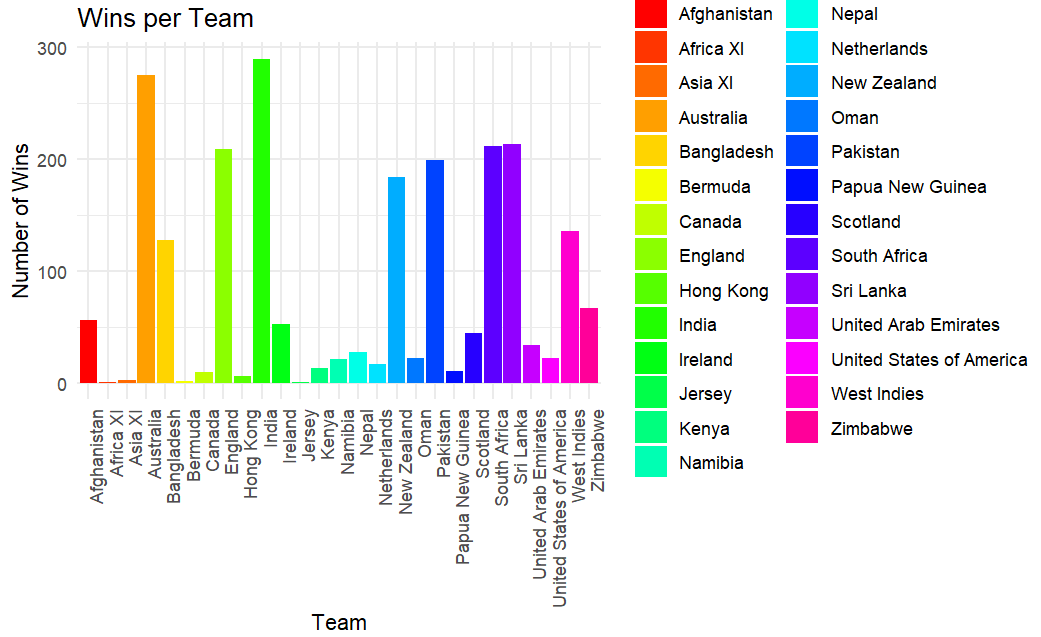 Wins per Team
Number of Wins
300
200
100
0
Afghanistan
Africa XI
Asia XI
Australia
Bangladesh
Bermuda
Canada
England
Hong Kong
India
Ireland
Jersey
Kenya
Namibia
Nepal
Netherlands
New Zealand
Oman
Pakistan
Papua New Guinea
Scotland
South Africa
Sri Lanka
United Arab Emirates
United States of America
West Indies
Zimbabwe
Team
Afghanistan
Africa XI
Asia XI
Australia
Bangladesh
Bermuda
Canada
England
Hong Kong
India
Ireland
Jersey
Kenya
Namibia
Nepal
Netherlands
New Zealand
Oman
Pakistan
Papua New Guinea
Scotland
South Africa
Sri Lanka
United Arab Emirates
United States of America
West Indies
Zimbabwe